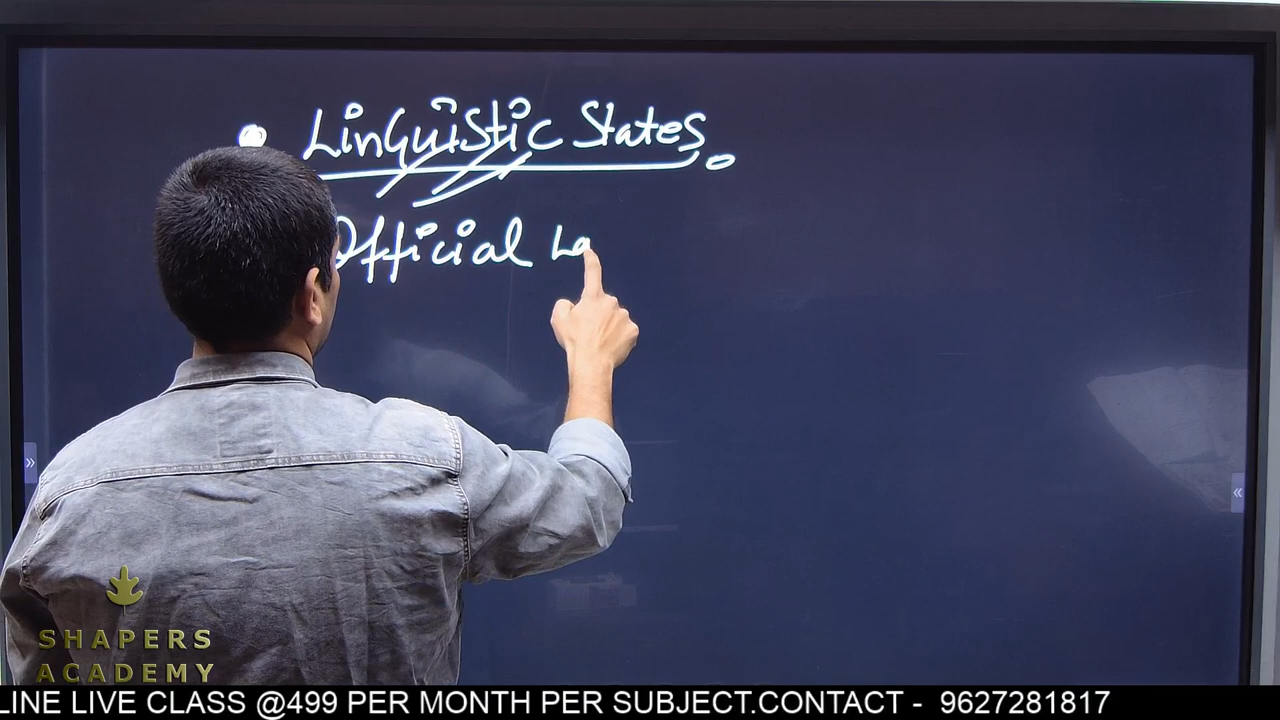 Linguistic States.
Official La
SHAPERS
ACADEMY
LINE LIVE CLASS @499 PER MONTH PER SUBJECT.CONTACT - 9627281817